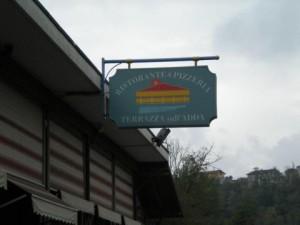 RISTORANTE & PIZZERIA
TERRAZZA sull'ADDA